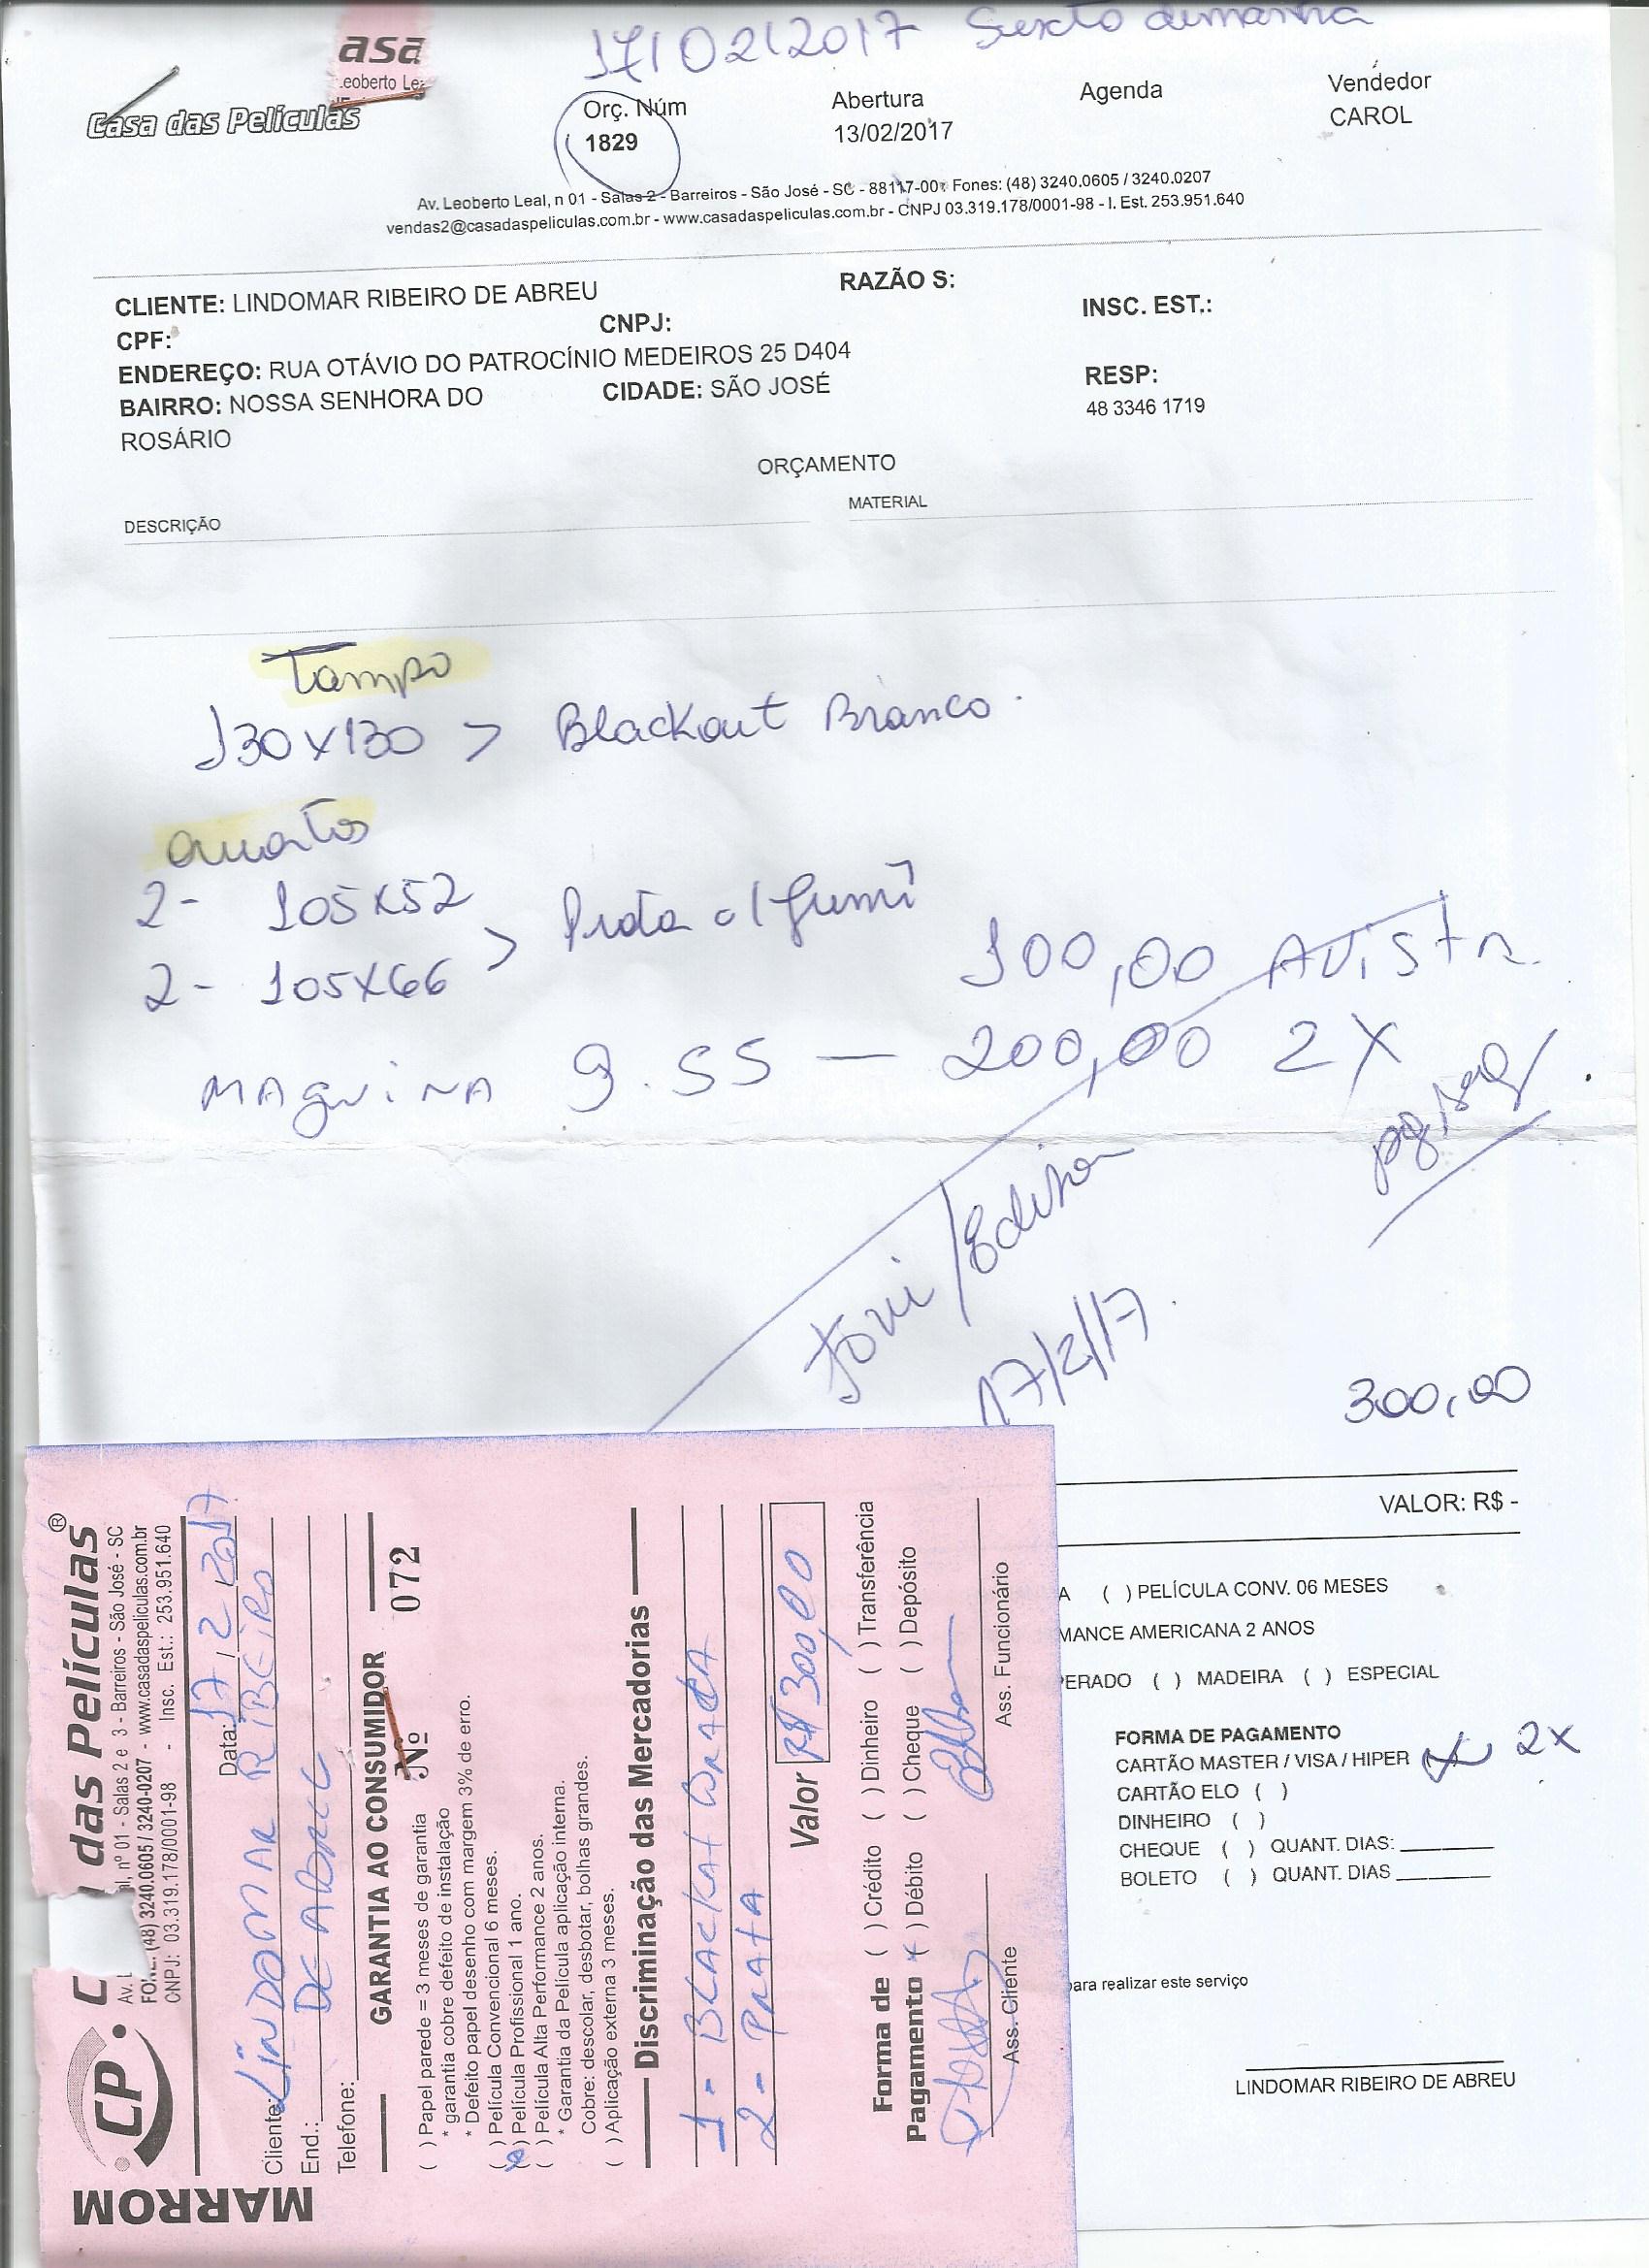 17/02/2017 Sexta de manhã
asa
eoberto Le
Casa das Películas
Orç. Núm
1829
Abertura
13/02/2017
Agenda
Vendedor
CAROL
Av. Leoberto Leal, n 01 - Salas 2 - Barreiros - São José - SC - 88117-001 Fones: (48) 3240.0605 / 3240.0207
vendas2@casadaspeliculas.com.br - www.casadaspeliculas.com.br - CNPJ 03.319.178/0001-98 - I. Est. 253.951.640
CLIENTE: LINDOMAR RIBEIRO DE ABREU
RAZÃO S:
CPF:
CNPJ:
INSC. EST.:
ENDEREÇO: RUA OTÁVIO DO PATROCÍNIO MEDEIROS 25 D404
BAIRRO: NOSSA SENHORA DO
ROSÁRIO
CIDADE: SÃO JOSÉ
RESP:
48 3346 1719
ORÇAMENTO
DESCRIÇÃO
MATERIAL
Tampo
130x130 > Blackout Branco
Quartos
2- 105x52
2- 105x66
> Prata c/ fumê
100,00 AViStA
MAquiNA 9.55 — 200,00 2X
Joni/Edison
17/2/17
300,00
VALOR: R$ -
A ( ) PELÍCULA CONV. 06 MESES
MANCE AMERICANA 2 ANOS
PERADO ( ) MADEIRA ( ) ESPECIAL
FORMA DE PAGAMENTO
CARTÃO MASTER / VISA / HIPER (X) 2x
CARTÃO ELO ( )
DINHEIRO ( )
CHEQUE ( ) QUANT. DIAS:
BOLETO ( ) QUANT. DIAS
para realizar este serviço
LINDOMAR RIBEIRO DE ABREU
MARROM
CP
C das Películas®
Av. L l, nº 01 - Salas 2 e 3 - Barreiros - São José - SC
FONE: (48) 3240.0605 / 3240-0207 - www.casadaspeliculas.com.br
CNPJ: 03.319.178/0001-98 - Insc. Est.: 253.951.640
Data: 17/2/2017
Cliente: LiNDOMAR RiBEiRO
End.: DE ABREU
Telefone:
GARANTIA AO CONSUMIDOR
Nº 072
( ) Papel parede = 3 meses de garantia
* garantia cobre defeito de instalação
* Defeito papel desenho com margem 3% de erro.
( ) Película Convencional 6 meses.
(x) Película Profissional 1 ano.
( ) Película Alta Performance 2 anos.
* Garantia da Película aplicação interna.
Cobre: descolar, desbotar, bolhas grandes.
( ) Aplicação externa 3 meses.
Discriminação das Mercadorias
1 - BLACKAt
2 - PRAtA
Valor R$ 300,00
Forma de Pagamento
( ) Crédito ( ) Dinheiro ( ) Transferência
(x) Débito ( ) Cheque ( ) Depósito
Ass. Cliente
Ass. Funcionário